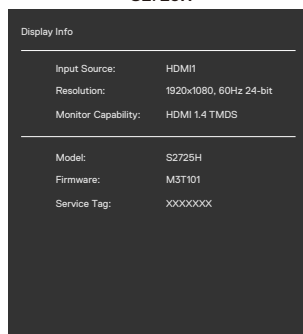 Display Info
Input Source: HDMI1
Resolution: 1920x1080, 60Hz 24-bit
Monitor Capability: HDMI 1.4 TMDS
Model: S2725H
Firmware: M3T101
Service Tag: XXXXXXX